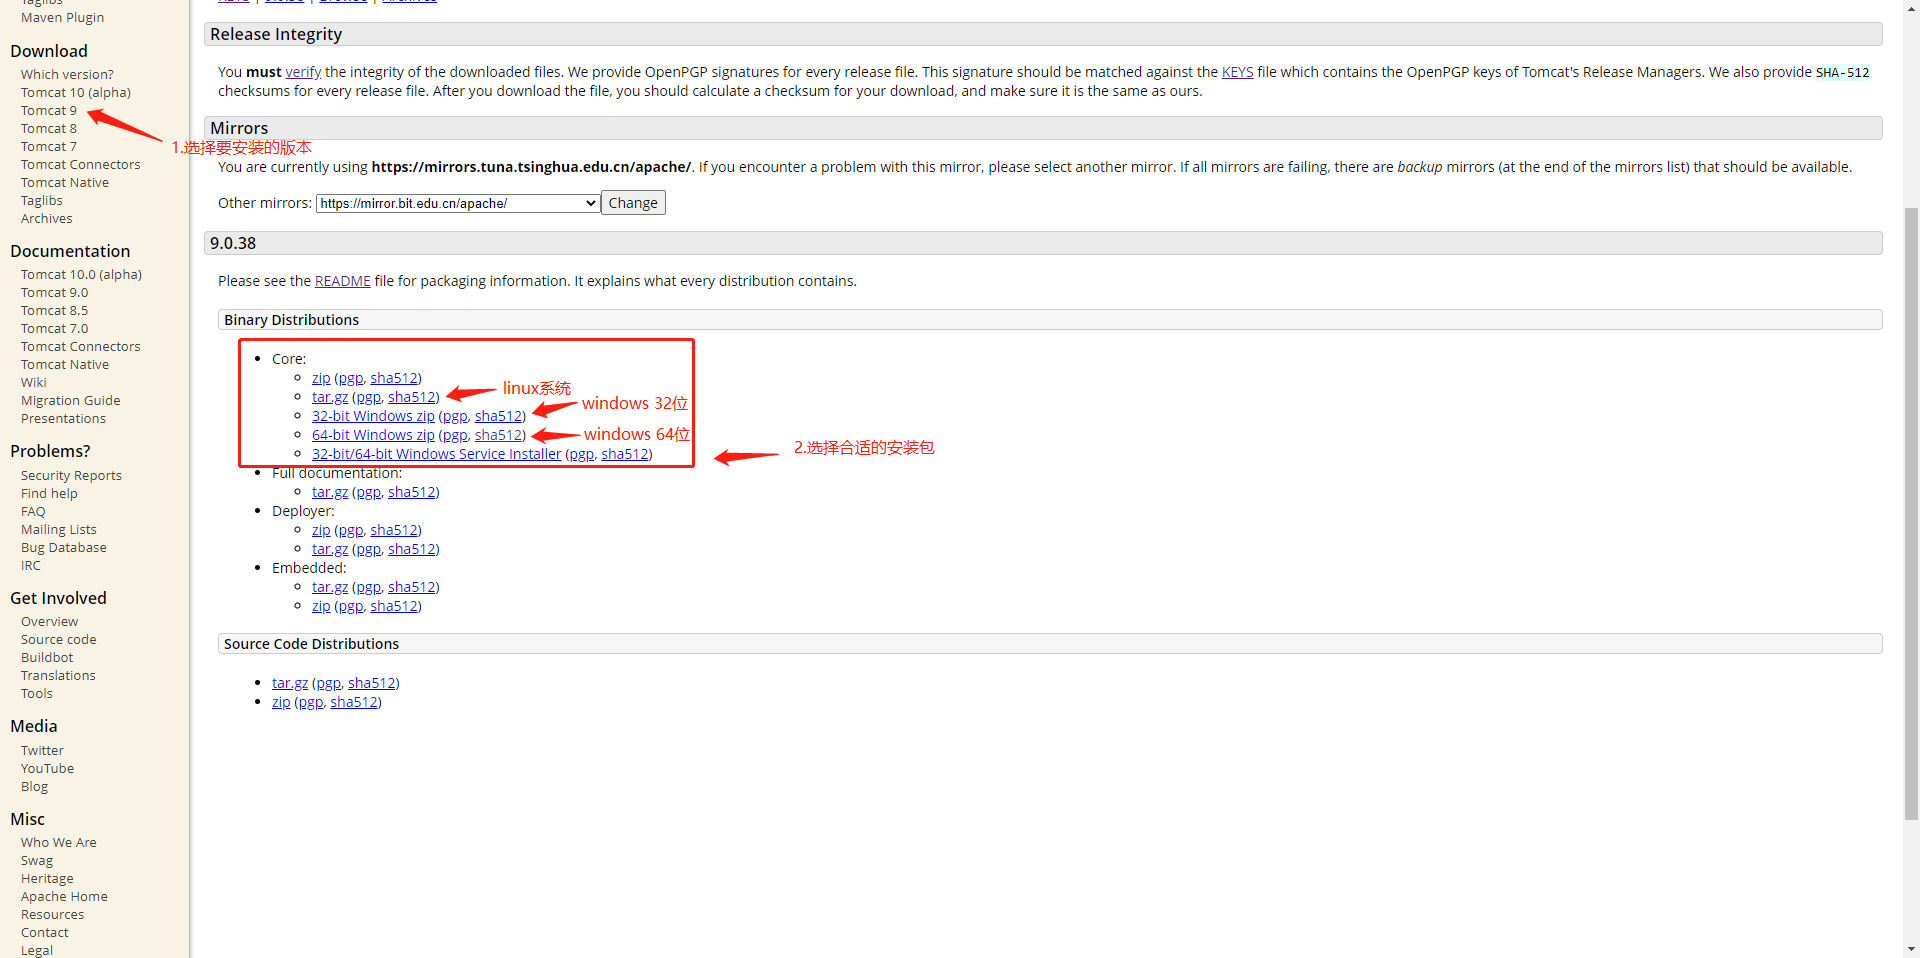 Taglibs
Maven Plugin
Download
Which version?
Tomcat 10 (alpha)
Tomcat 9
Tomcat 8
Tomcat 7
Tomcat Connectors
Tomcat Native
Taglibs
Archives
Documentation
Tomcat 10.0 (alpha)
Tomcat 9.0
Tomcat 8.5
Tomcat 7.0
Tomcat Connectors
Tomcat Native
Wiki
Migration Guide
Presentations
Problems?
Security Reports
Find help
FAQ
Mailing Lists
Bug Database
IRC
Get Involved
Overview
Source code
Buildbot
Translations
Tools
Media
Twitter
YouTube
Blog
Misc
Who We Are
Swag
Heritage
Apache Home
Resources
Contact
Legal
1.选择要安装的版本
KEYS | 9.0.38 | Browse | Archives
Release Integrity
You must verify the integrity of the downloaded files. We provide OpenPGP signatures for every release file. This signature should be matched against the KEYS file which contains the OpenPGP keys of Tomcat's Release Managers. We also provide SHA-512
checksums for every release file. After you download the file, you should calculate a checksum for your download, and make sure it is the same as ours.
Mirrors
You are currently using https://mirrors.tuna.tsinghua.edu.cn/apache/. If you encounter a problem with this mirror, please select another mirror. If all mirrors are failing, there are backup mirrors (at the end of the mirrors list) that should be available.
Other mirrors: https://mirror.bit.edu.cn/apache/ Change
9.0.38
Please see the README file for packaging information. It explains what every distribution contains.
Binary Distributions
Core:
zip (pgp, sha512)
tar.gz (pgp, sha512) linux系统
32-bit Windows zip (pgp, sha512) windows 32位
64-bit Windows zip (pgp, sha512) windows 64位
32-bit/64-bit Windows Service Installer (pgp, sha512)
2.选择合适的安装包
Full documentation:
tar.gz (pgp, sha512)
Deployer:
zip (pgp, sha512)
tar.gz (pgp, sha512)
Embedded:
tar.gz (pgp, sha512)
zip (pgp, sha512)
Source Code Distributions
tar.gz (pgp, sha512)
zip (pgp, sha512)